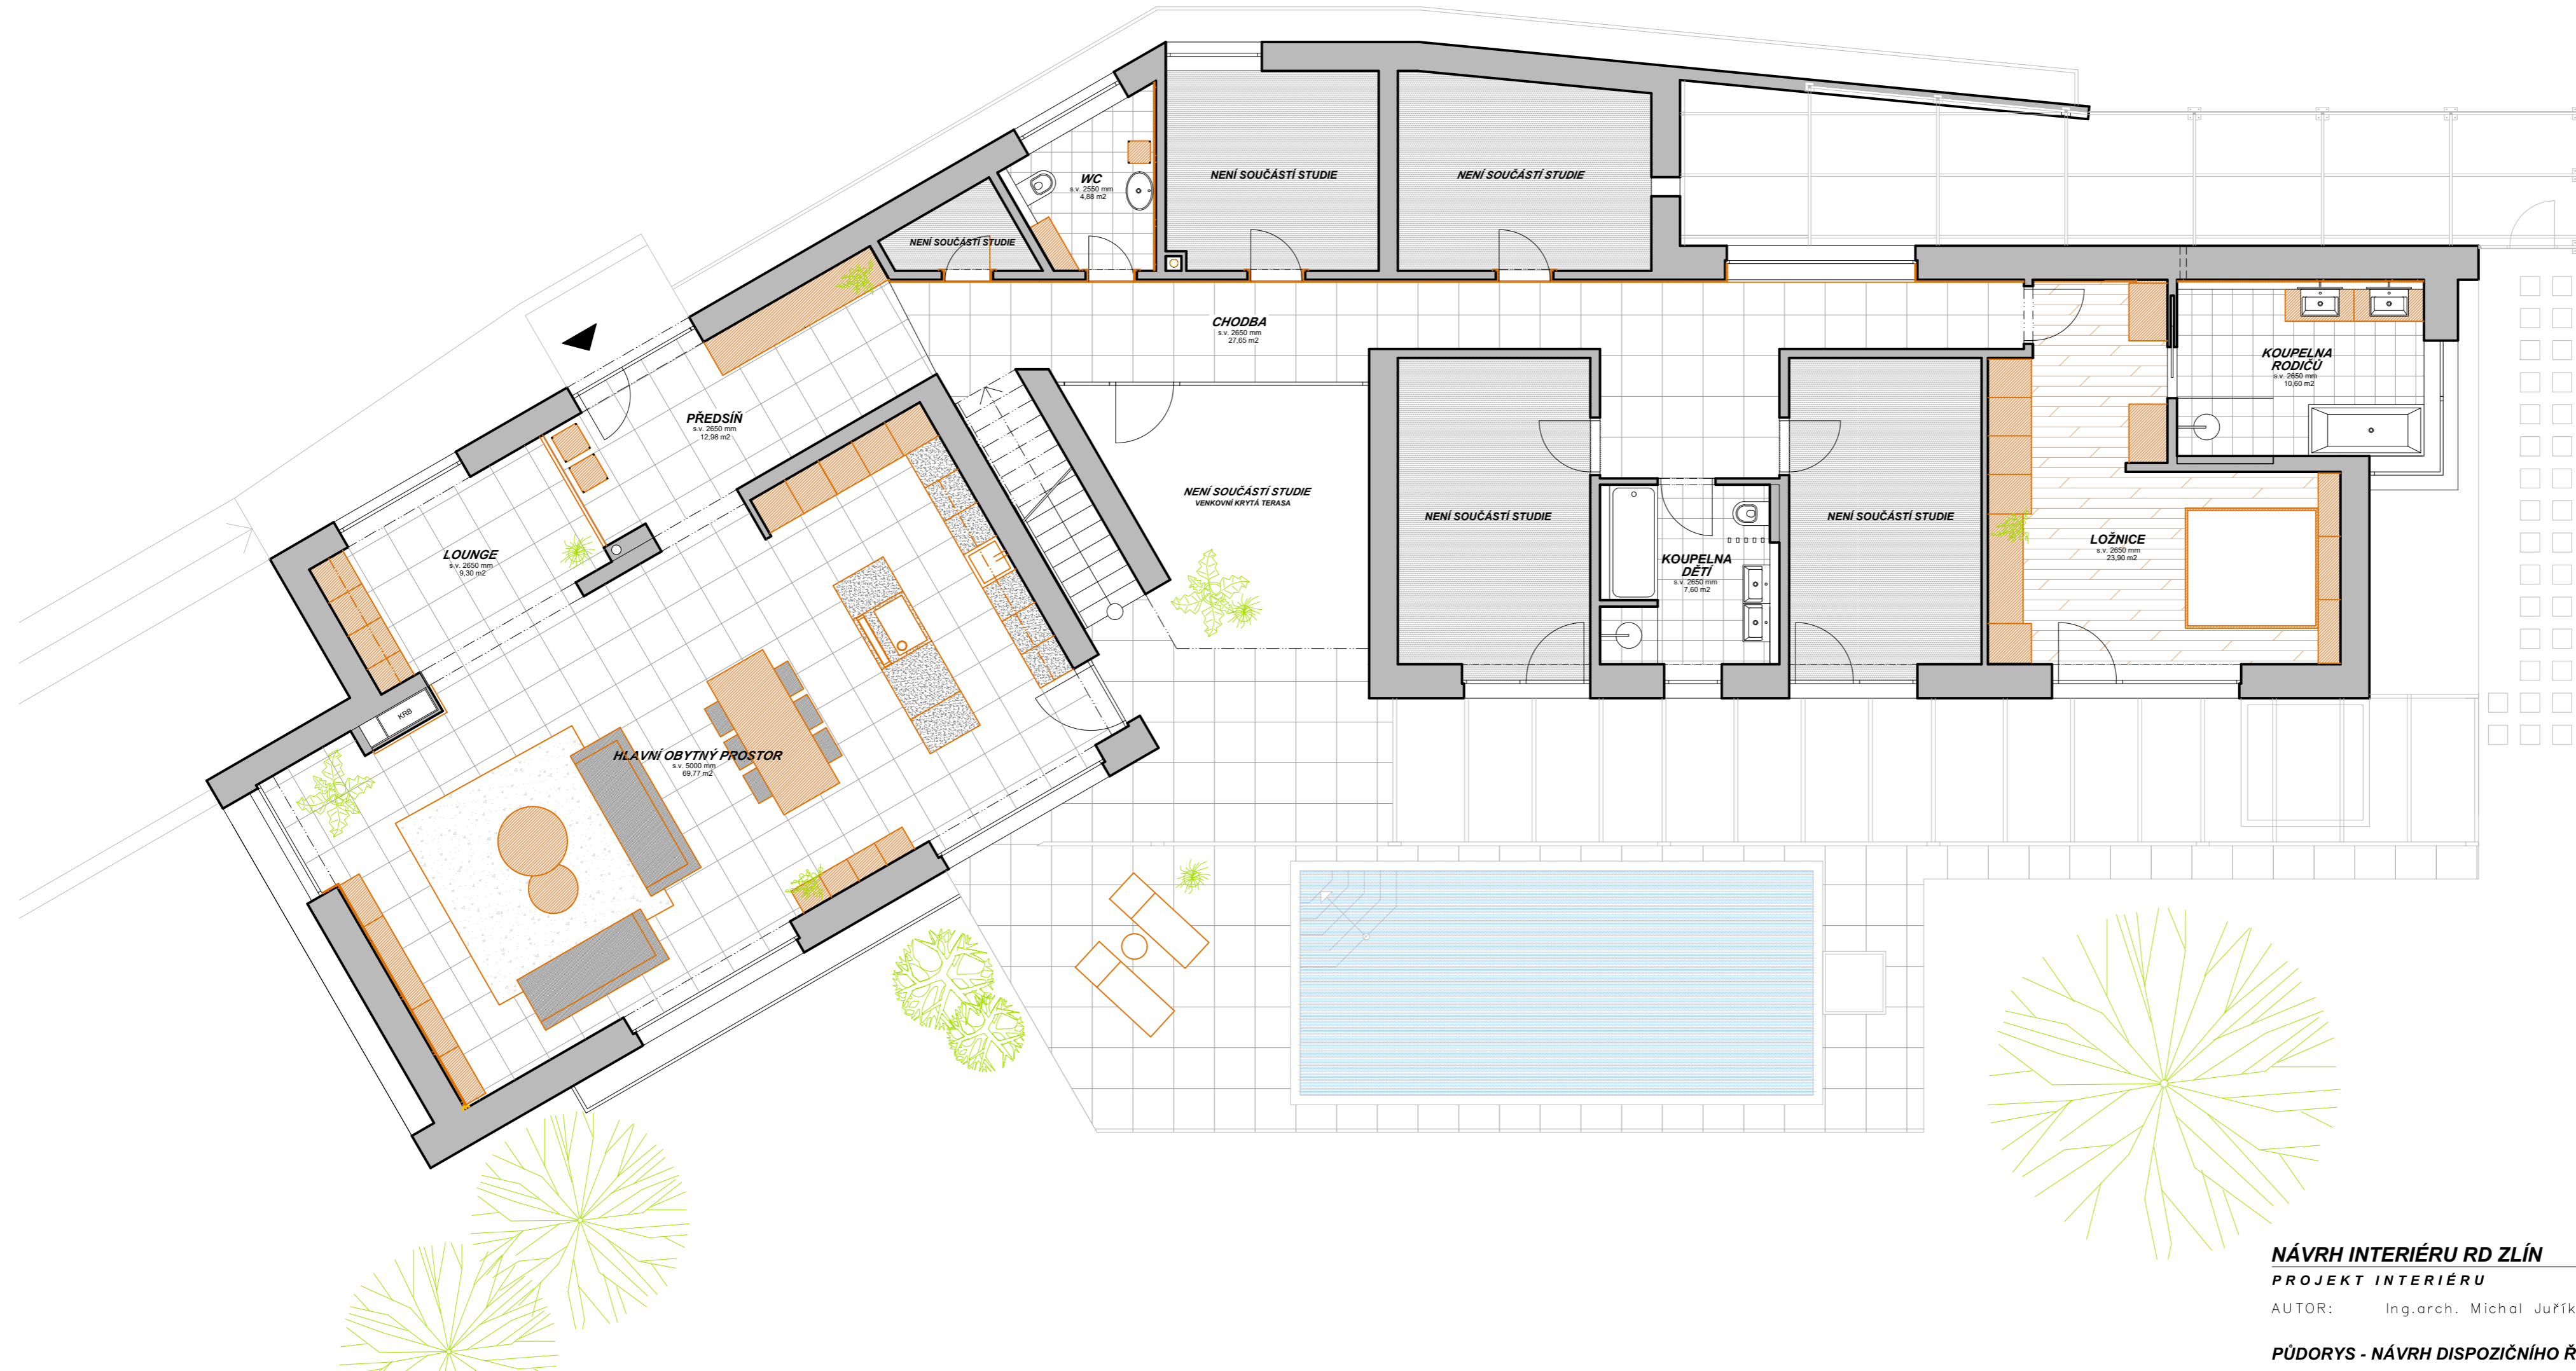 NENÍ SOUČÁSTÍ STUDIE
NENÍ SOUČÁSTÍ STUDIE
WC
s.v. 2550 mm
4,88 m2
NENÍ SOUČÁSTÍ STUDIE
CHODBA
s.v. 2650 mm
27,65 m2
KOUPELNA
RODIČŮ
s.v. 2650 mm
10,60 m2
PŘEDSÍŇ
s.v. 2650 mm
12,98 m2
NENÍ SOUČÁSTÍ STUDIE
VENKOVNÍ KRYTÁ TERASA
NENÍ SOUČÁSTÍ STUDIE
NENÍ SOUČÁSTÍ STUDIE
LOŽNICE
s.v. 2650 mm
23,90 m2
LOUNGE
s.v. 2650 mm
9,30 m2
KOUPELNA
DĚTÍ
s.v. 2650 mm
7,60 m2
KRB
HLAVNÍ OBYTNÝ PROSTOR
s.v. 5000 mm
69,77 m2
NÁVRH INTERIÉRU RD ZLÍN
PROJEKT INTERIÉRU
AUTOR: Ing.arch. Michal Juřík
PŮDORYS - NÁVRH DISPOZIČNÍHO Ř